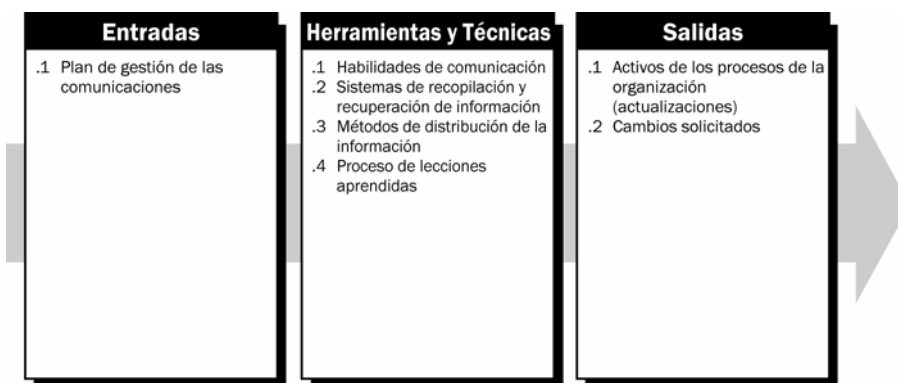 Entradas
.1 Plan de gestión de las
comunicaciones
Herramientas y Técnicas
.1 Habilidades de comunicación
.2 Sistemas de recopilación y
recuperación de información
.3 Métodos de distribución de la
información
.4 Proceso de lecciones
aprendidas
Salidas
.1 Activos de los procesos de la
organización
(actualizaciones)
.2 Cambios solicitados